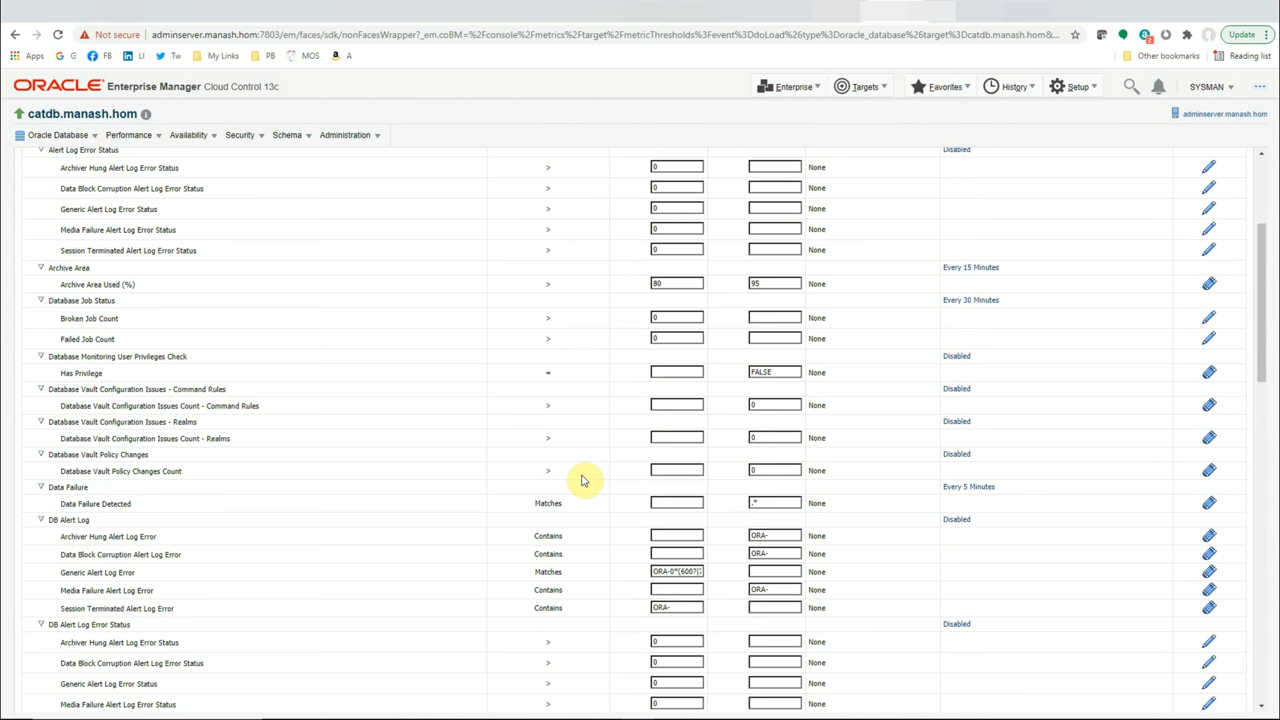 Not secure adminserver.manash.hom:7803/em/faces/sdk/nonFacesWrapper?_em.coBM=%2Fconsole%2Fmetrics%2Ftarget%2FmetricThresholds%3Fevent%3DdoLoad%26type%3Doracle_database%26target%3Dcatdb.manash.hom&... Update
Apps G FB LI Tw My Links PB MOS A Other bookmarks Reading list
ORACLE Enterprise Manager Cloud Control 13c Enterprise Targets Favorites History Setup SYSMAN
catdb.manash.hom adminserver.manash.hom
Oracle Database Performance Availability Security Schema Administration
Alert Log Error Status Disabled
Archiver Hung Alert Log Error Status > 0 None
Data Block Corruption Alert Log Error Status > 0 None
Generic Alert Log Error Status > 0 None
Media Failure Alert Log Error Status > 0 None
Session Terminated Alert Log Error Status > 0 None
Archive Area Every 15 Minutes
Archive Area Used (%) > 80 95 None
Database Job Status Every 30 Minutes
Broken Job Count > 0 None
Failed Job Count > 0 None
Database Monitoring User Privileges Check Disabled
Has Privilege = FALSE None
Database Vault Configuration Issues - Command Rules Disabled
Database Vault Configuration Issues Count - Command Rules > 0 None
Database Vault Configuration Issues - Realms Disabled
Database Vault Configuration Issues Count - Realms > 0 None
Database Vault Policy Changes Disabled
Database Vault Policy Changes Count > 0 None
Data Failure Every 5 Minutes
Data Failure Detected Matches .* None
DB Alert Log Disabled
Archiver Hung Alert Log Error Contains ORA- None
Data Block Corruption Alert Log Error Contains ORA- None
Generic Alert Log Error Matches ORA-0*(600?| None
Media Failure Alert Log Error Contains ORA- None
Session Terminated Alert Log Error Contains ORA- None
DB Alert Log Error Status Disabled
Archiver Hung Alert Log Error Status > 0 None
Data Block Corruption Alert Log Error Status > 0 None
Generic Alert Log Error Status > 0 None
Media Failure Alert Log Error Status > 0 None